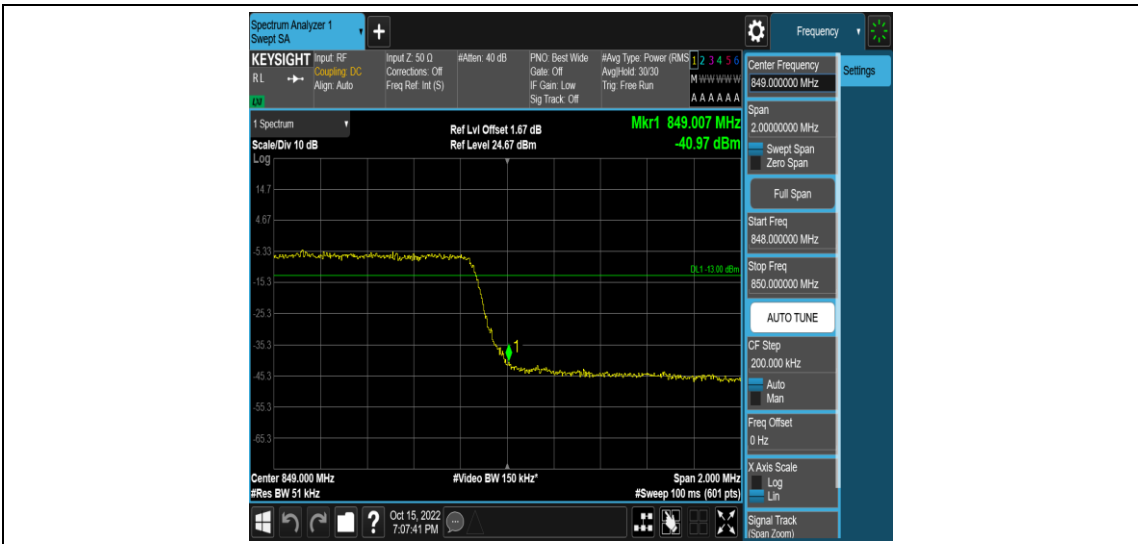 Spectrum Analyzer 1
Swept SA
+
Frequency
KEYSIGHT
RL
LXI
Input: RF
Coupling: DC
Align: Auto
Input Z: 50 Ω
Corrections: Off
Freq Ref: Int (S)
#Atten: 40 dB
PNO: Best Wide
Gate: Off
IF Gain: Low
Sig Track: Off
#Avg Type: Power (RMS
Avg|Hold: 30/30
Trig: Free Run
1 2 3 4 5 6
M W W W W W
A A A A A A
1 Spectrum
Scale/Div 10 dB
Log
Ref Lvl Offset 1.67 dB
Ref Level 24.67 dBm
Mkr1 849.007 MHz
-40.97 dBm
14.7
4.67
-5.33
DL1 -13.00 dBm
-15.3
-25.3
-35.3
1
-45.3
-55.3
-65.3
Center 849.000 MHz
#Video BW 150 kHz*
Span 2.000 MHz
#Res BW 51 kHz
#Sweep 100 ms (601 pts)
?
Oct 15, 2022
7:07:41 PM
Center Frequency
849.000000 MHz
Settings
Span
2.00000000 MHz
Swept Span
Zero Span
Full Span
Start Freq
848.000000 MHz
Stop Freq
850.000000 MHz
AUTO TUNE
CF Step
200.000 kHz
Auto
Man
Freq Offset
0 Hz
X Axis Scale
Log
Lin
Signal Track
(Span Zoom)